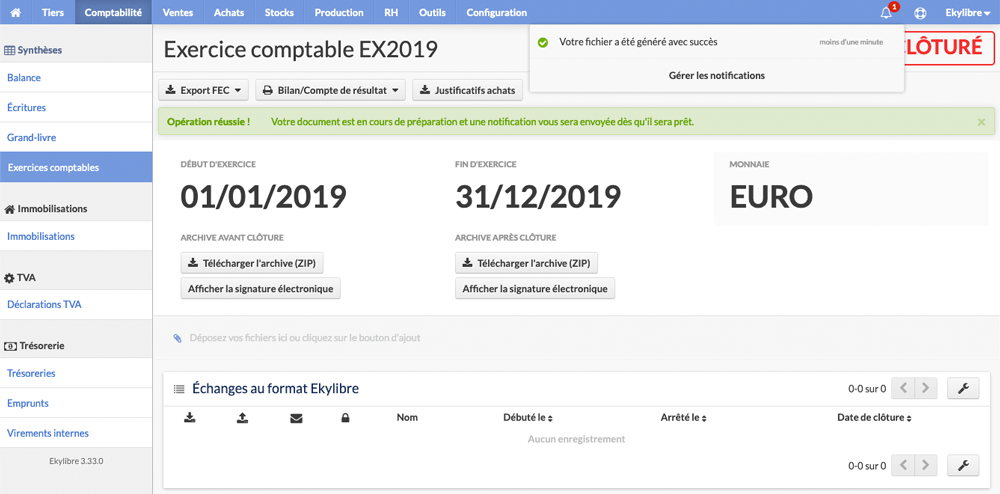 Tiers Comptabilité Ventes Achats Stocks Production RH Outils Configuration 1 Ekylibre
Synthèses
Balance
Écritures
Grand-livre
Exercices comptables
Immobilisations
Immobilisations
TVA
Déclarations TVA
Trésorerie
Trésoreries
Emprunts
Virements internes
Ekylibre 3.33.0
Exercice comptable EX2019
Votre fichier a été généré avec succès moins d'une minute
Gérer les notifications
LÔTURÉ
Export FEC Bilan/Compte de résultat Justificatifs achats
Opération réussie ! Votre document est en cours de préparation et une notification vous sera envoyée dès qu'il sera prêt. ×
DÉBUT D'EXERCICE FIN D'EXERCICE MONNAIE
01/01/2019 31/12/2019 EURO
ARCHIVE AVANT CLÔTURE ARCHIVE APRÈS CLÔTURE
Télécharger l'archive (ZIP) Télécharger l'archive (ZIP)
Afficher la signature électronique Afficher la signature électronique
Déposez vos fichiers ici ou cliquez sur le bouton d'ajout
Échanges au format Ekylibre 0-0 sur 0
Nom Débuté le Arrêté le Date de clôture
Aucun enregistrement
0-0 sur 0